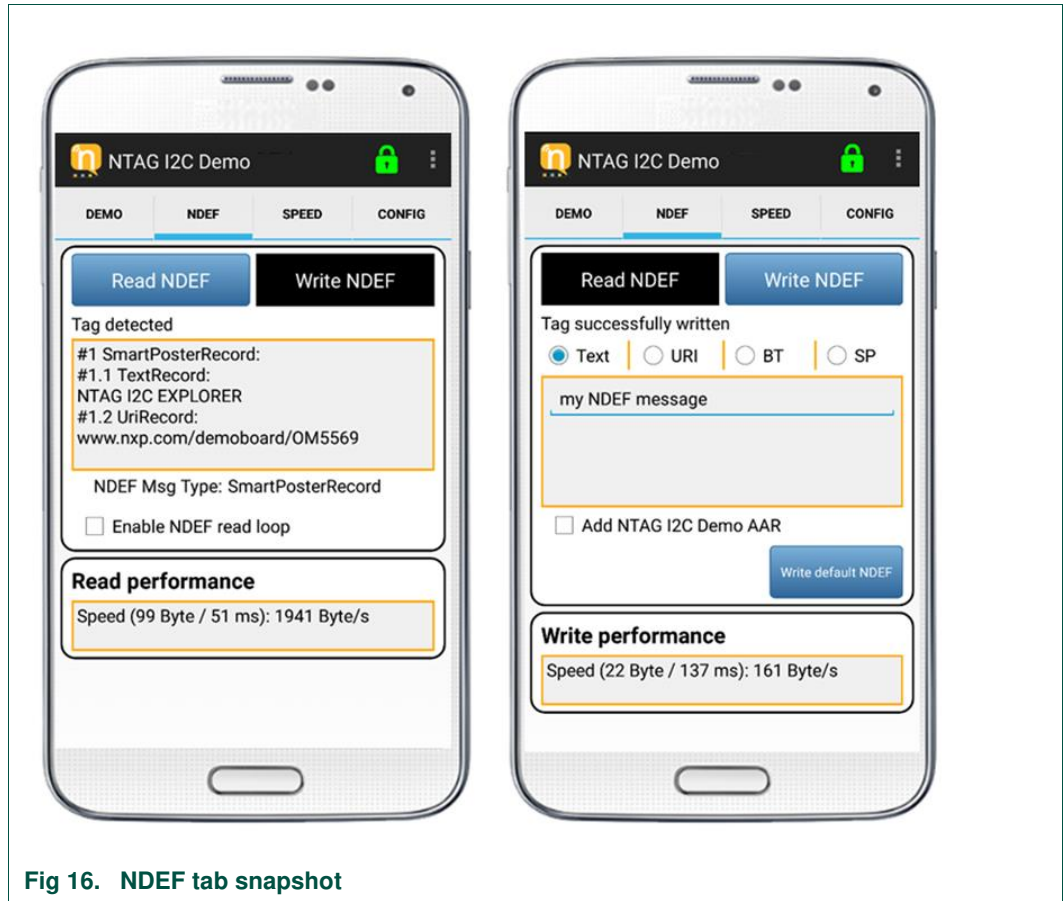 NTAG I2C Demo
DEMO NDEF SPEED CONFIG
Read NDEF Write NDEF
Tag detected
#1 SmartPosterRecord:
#1.1 TextRecord:
NTAG I2C EXPLORER
#1.2 UriRecord:
www.nxp.com/demoboard/OM5569
NDEF Msg Type: SmartPosterRecord
Enable NDEF read loop
Read performance
Speed (99 Byte / 51 ms): 1941 Byte/s
NTAG I2C Demo
DEMO NDEF SPEED CONFIG
Read NDEF Write NDEF
Tag successfully written
Text URI BT SP
my NDEF message
Add NTAG I2C Demo AAR
Write default NDEF
Write performance
Speed (22 Byte / 137 ms): 161 Byte/s
Fig 16. NDEF tab snapshot